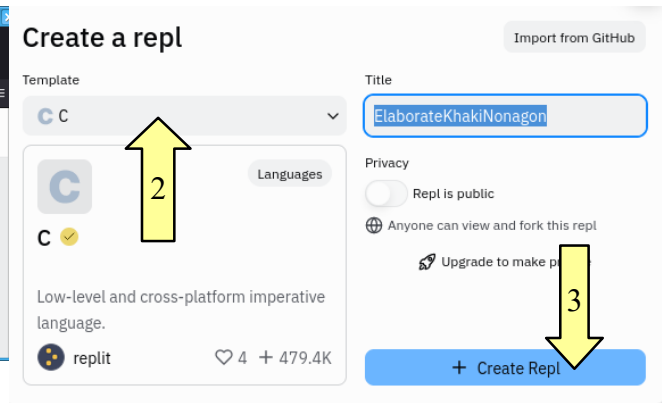 Create a repl
Import from GitHub
Template
Title
C C
ElaborateKhakiNonagon
C
Languages
2
Privacy
Repl is public
C
Anyone can view and fork this repl
Upgrade to make
3
Low-level and cross-platform imperative
language.
replit
4 + 479.4K
+ Create Repl